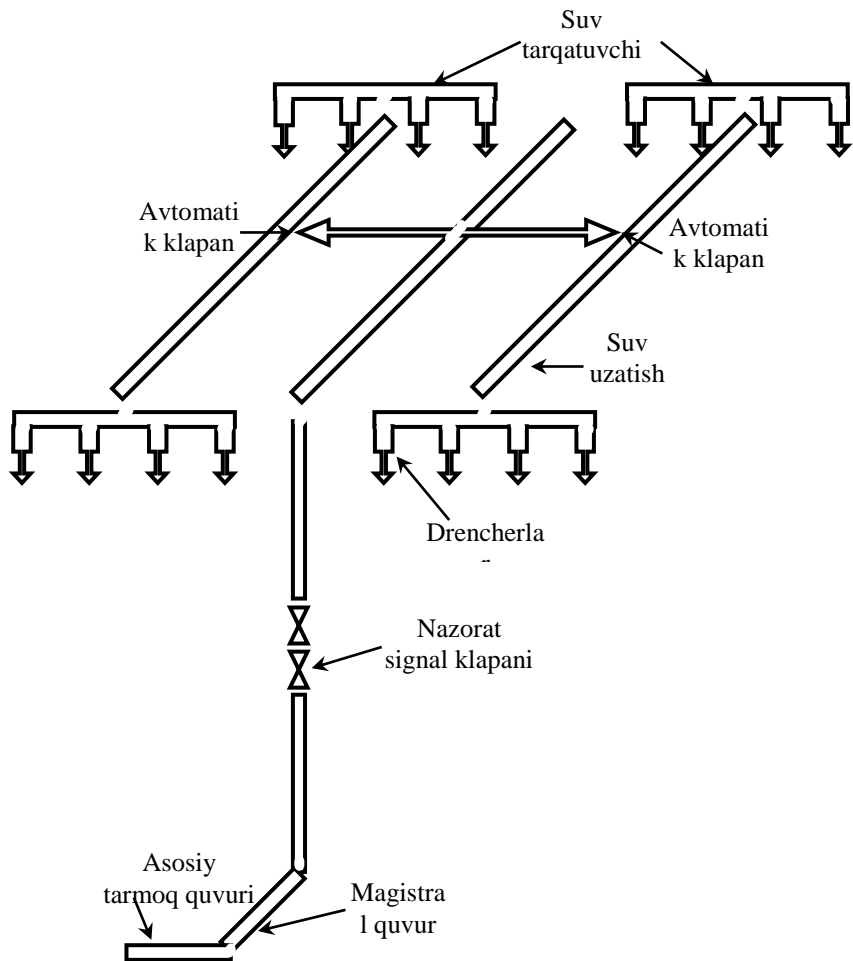 Suv
tarqatuvchi
Avtomati
k klapan
Avtomati
k klapan
Suv
uzatish
Drencherla
Nazorat
signal klapani
Asosiy
tarmoq quvuri
Magistra
l quvur